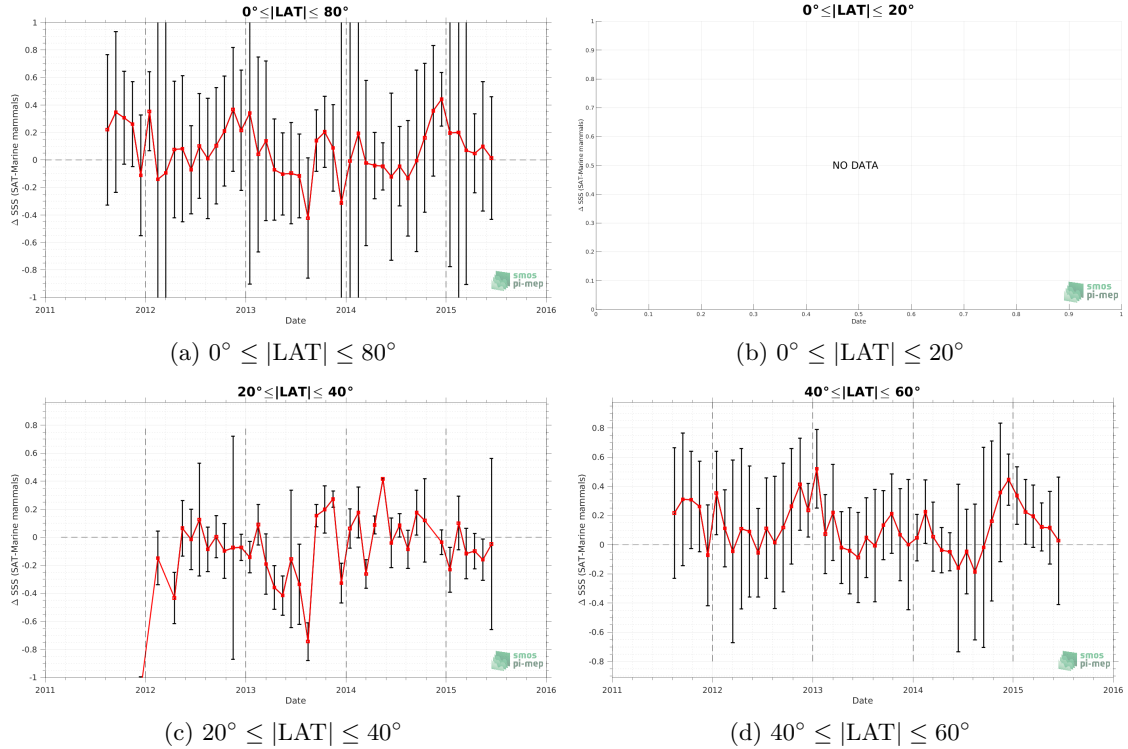 0°≤|LAT|≤ 80°
Δ SSS (SAT-Marine mammals)
1
0.8
0.6
0.4
0.2
0
-0.2
-0.4
-0.6
-0.8
-1
2011 2012 2013 2014 2015 2016
Date
smos
pi-mep
(a) 0° ≤ |LAT| ≤ 80°
0°≤|LAT|≤ 20°
Δ SSS (SAT-Marine mammals)
1
0.9
0.8
0.7
0.6
0.5
0.4
0.3
0.2
0.1
0
NO DATA
0 0.1 0.2 0.3 0.4 0.5 0.6 0.7 0.8 0.9 1
Date
smos
pi-mep
(b) 0° ≤ |LAT| ≤ 20°
20°≤|LAT|≤ 40°
Δ SSS (SAT-Marine mammals)
0.8
0.6
0.4
0.2
0
-0.2
-0.4
-0.6
-0.8
-1
2011 2012 2013 2014 2015 2016
Date
smos
pi-mep
(c) 20° ≤ |LAT| ≤ 40°
40°≤|LAT|≤ 60°
Δ SSS (SAT-Marine mammals)
0.8
0.6
0.4
0.2
0
-0.2
-0.4
-0.6
-0.8
2011 2012 2013 2014 2015 2016
Date
smos
pi-mep
(d) 40° ≤ |LAT| ≤ 60°